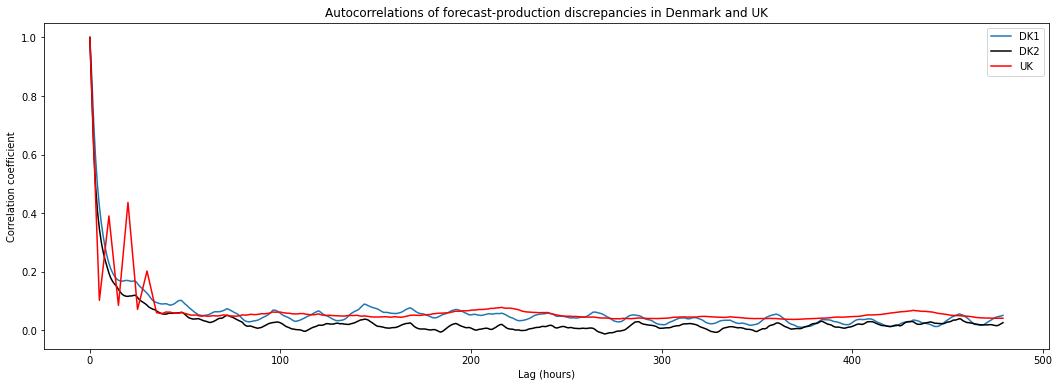 Autocorrelations of forecast-production discrepancies in Denmark and UK
DK1
DK2
UK
Correlation coefficient
1.0
0.8
0.6
0.4
0.2
0.0
0
100
200
300
400
500
Lag (hours)